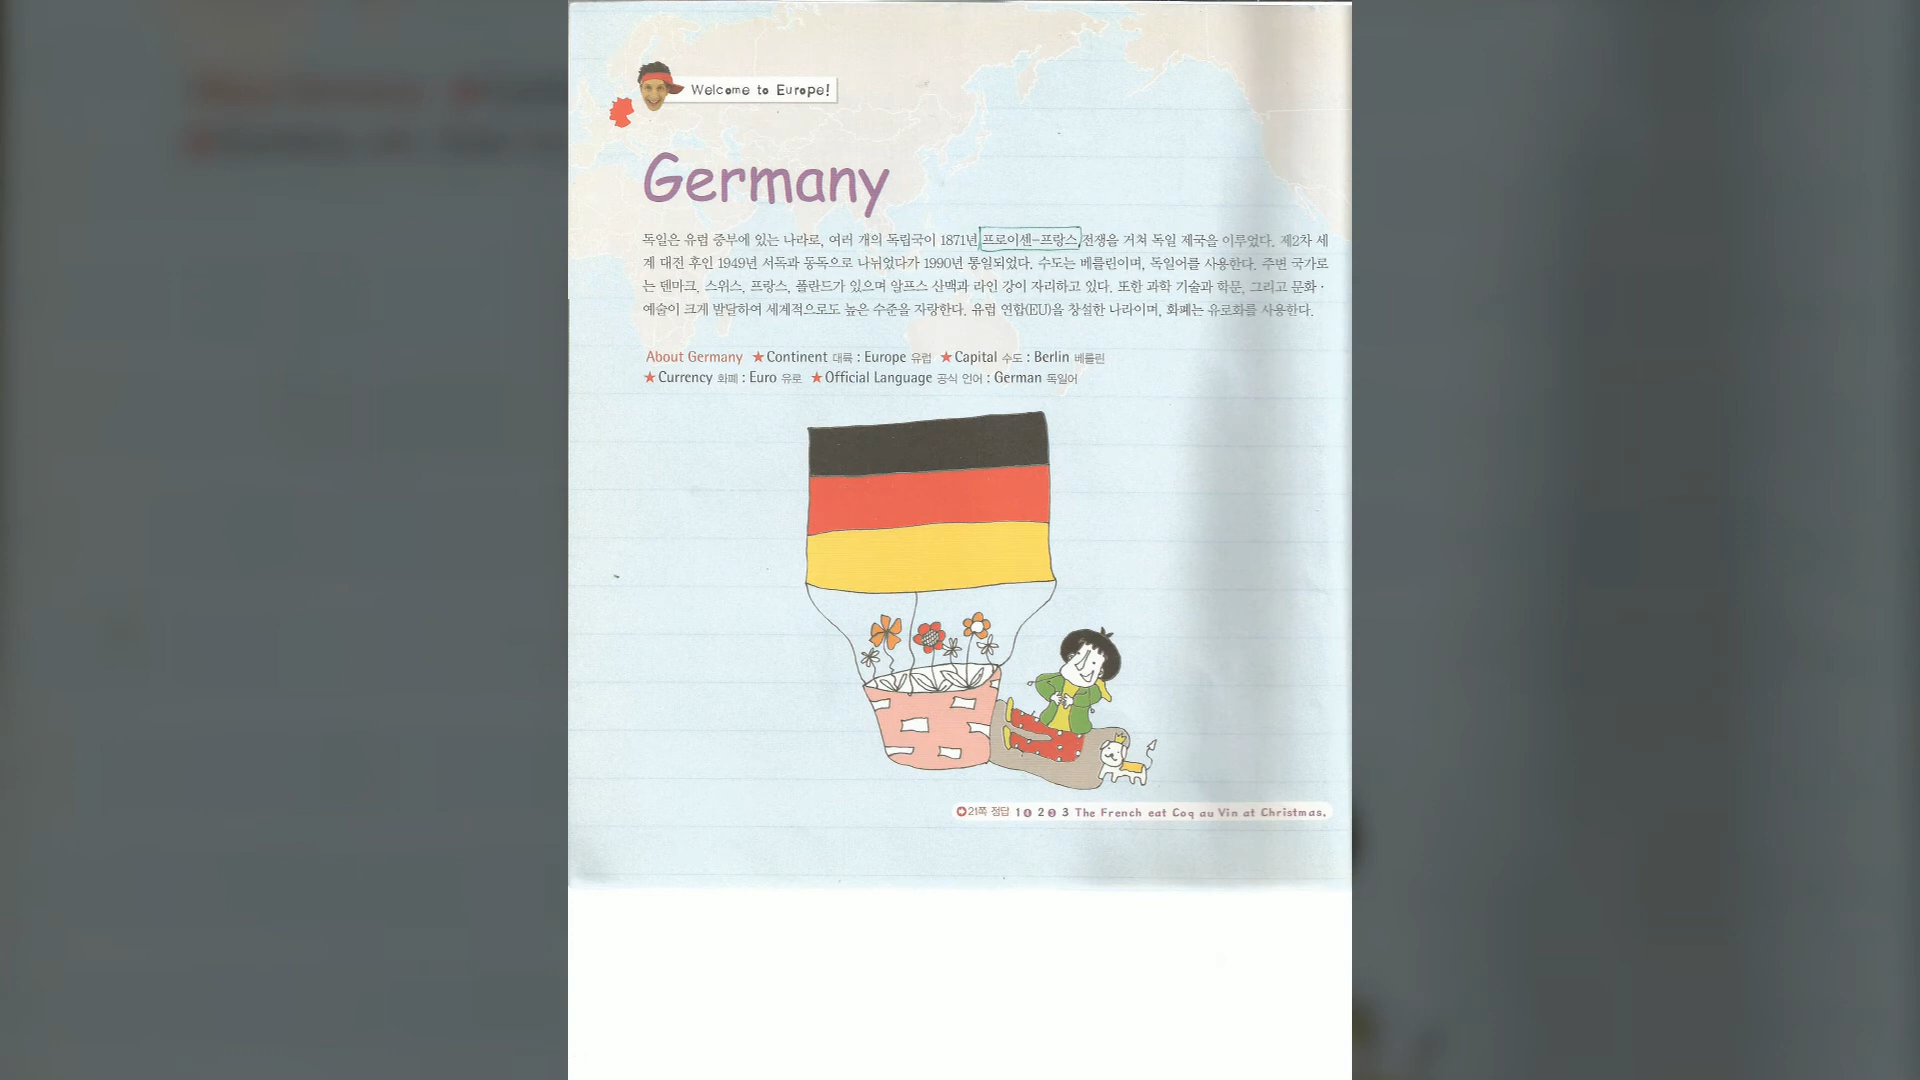 Welcome to Europe!
Germany
독일은 유럽 중부에 있는 나라로, 여러 개의 독립국이 1871년 프로이센-프랑스 전쟁을 거쳐 독일 제국을 이루었다. 제2차 세
계 대전 후인 1949년 서독과 동독으로 나뉘었다가 1990년 통일되었다. 수도는 베를린이며, 독일어를 사용한다. 주변 국가로
는 덴마크, 스위스, 프랑스, 폴란드가 있으며 알프스 산맥과 라인 강이 자리하고 있다. 또한 과학 기술과 학문, 그리고 문화·
예술이 크게 발달하여 세계적으로도 높은 수준을 자랑한다. 유럽 연합(EU)을 창설한 나라이며, 화폐는 유로화를 사용한다.
About Germany ★Continent 대륙 : Europe 유럽 ★Capital 수도 : Berlin 베를린
★Currency 화폐 : Euro 유로 ★Official Language 공식 언어 : German 독일어
21쪽 정답 1 ❹ 2 ❸ 3 The French eat Coq au Vin at Christmas.